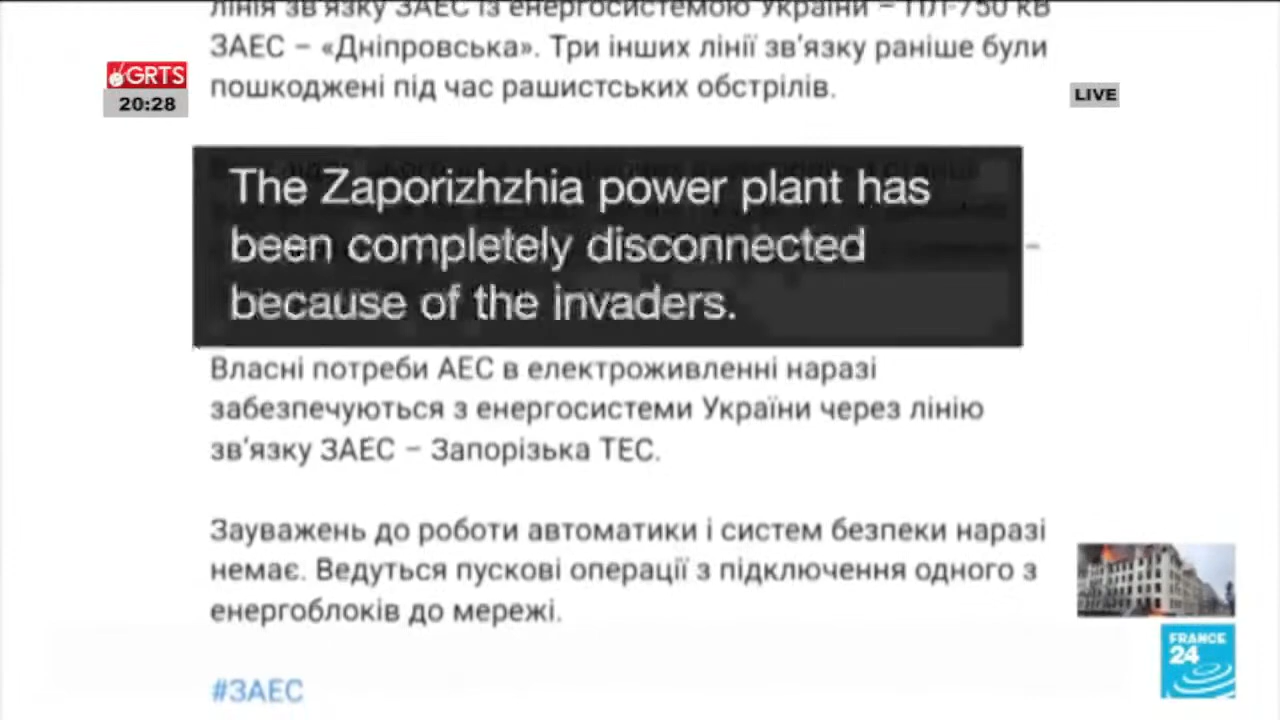 лінія зв'язку ЗАЕС із енергосистемою України – ПЛ-750 кВ
ЗАЕС – «Дніпровська». Три інших лінії зв'язку раніше були
GRTS
пошкоджені під час рашистських обстрілів.
20:28
LIVE
The Zaporizhzhia power plant has
been completely disconnected
because of the invaders.
Власні потреби АЕС в електроживленні наразі
забезпечуються з енергосистеми України через лінію
зв'язку ЗАЕС – Запорізька ТЕС.
Зауважень до роботи автоматики і систем безпеки наразі
немає. Ведуться пускові операції з підключення одного з
енергоблоків до мережі.
#ЗАЕС
FRANCE
24